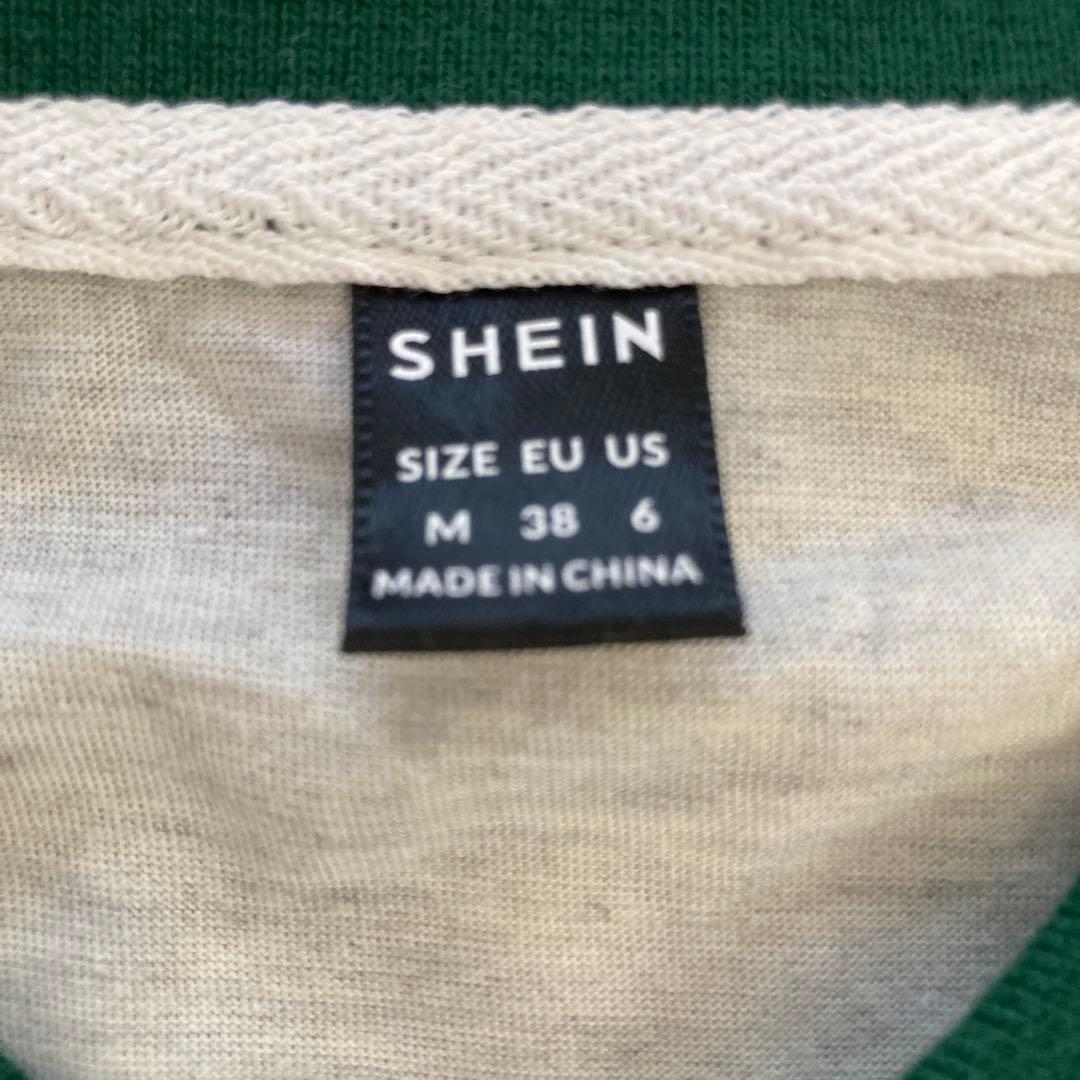 SHEIN
SIZE EU US
M 38 6
MADE IN CHINA